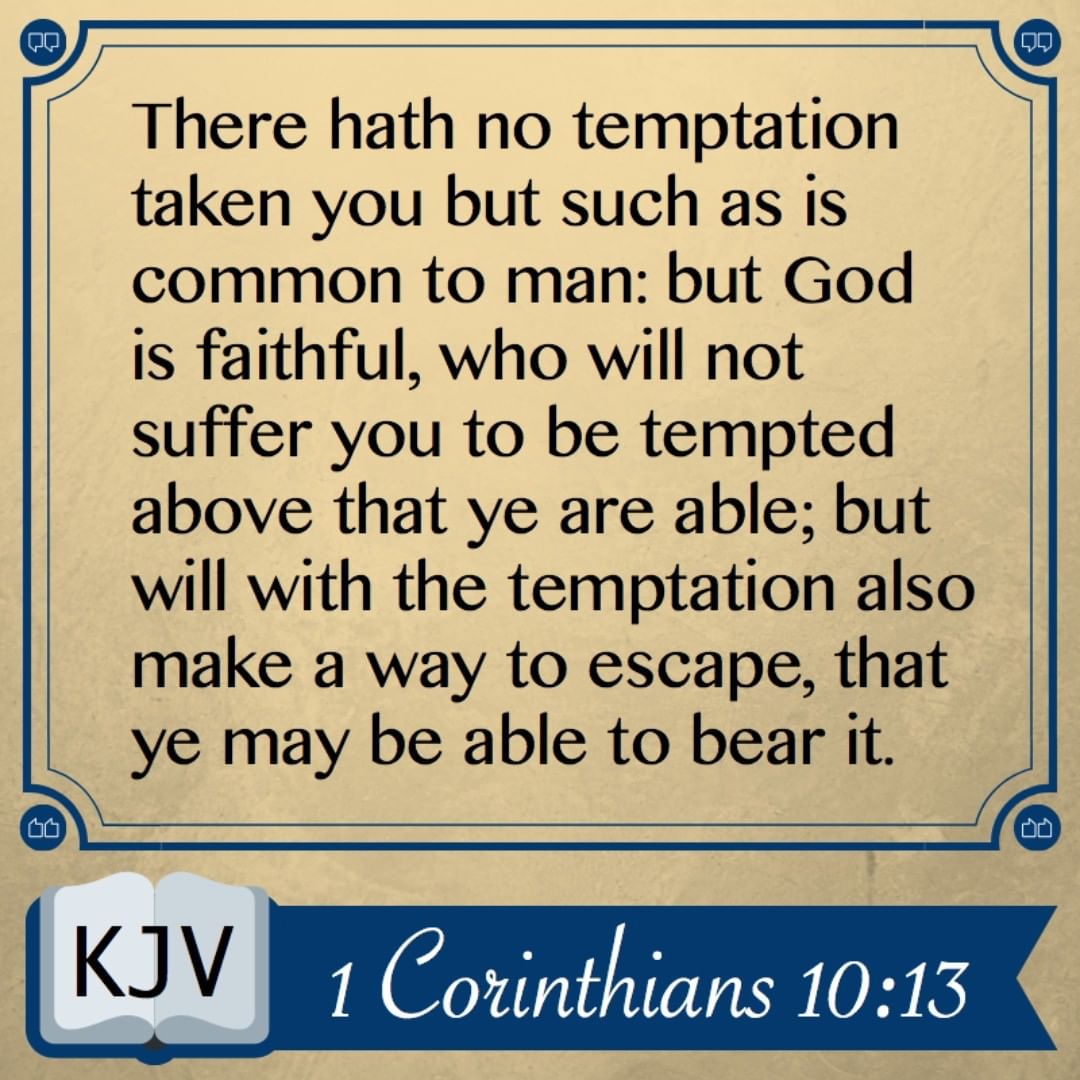 There hath no temptation
taken you but such as is
common to man: but God
is faithful, who will not
suffer you to be tempted
above that ye are able; but
will with the temptation also
make a way to escape, that
ye may be able to bear it.
KJV
1 Corinthians 10:13